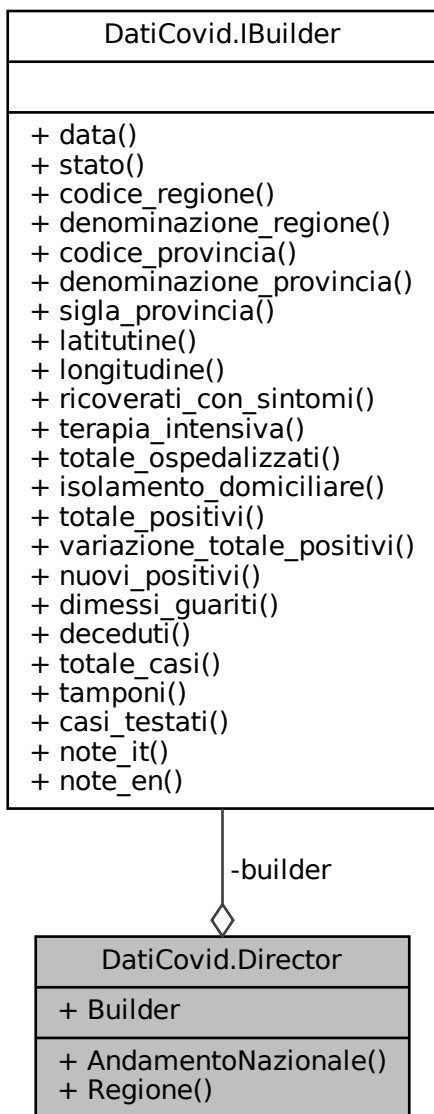 DatiCovid.IBuilder
+ data()
+ stato()
+ codice_regione()
+ denominazione_regione()
+ codice_provincia()
+ denominazione_provincia()
+ sigla_provincia()
+ latitutine()
+ longitudine()
+ ricoverati_con_sintomi()
+ terapia_intensiva()
+ totale_ospedalizzati()
+ isolamento_domiciliare()
+ totale_positivi()
+ variazione_totale_positivi()
+ nuovi_positivi()
+ dimessi_guariti()
+ deceduti()
+ totale_casi()
+ tamponi()
+ casi_testati()
+ note_it()
+ note_en()
-builder
DatiCovid.Director
+ Builder
+ AndamentoNazionale()
+ Regione()